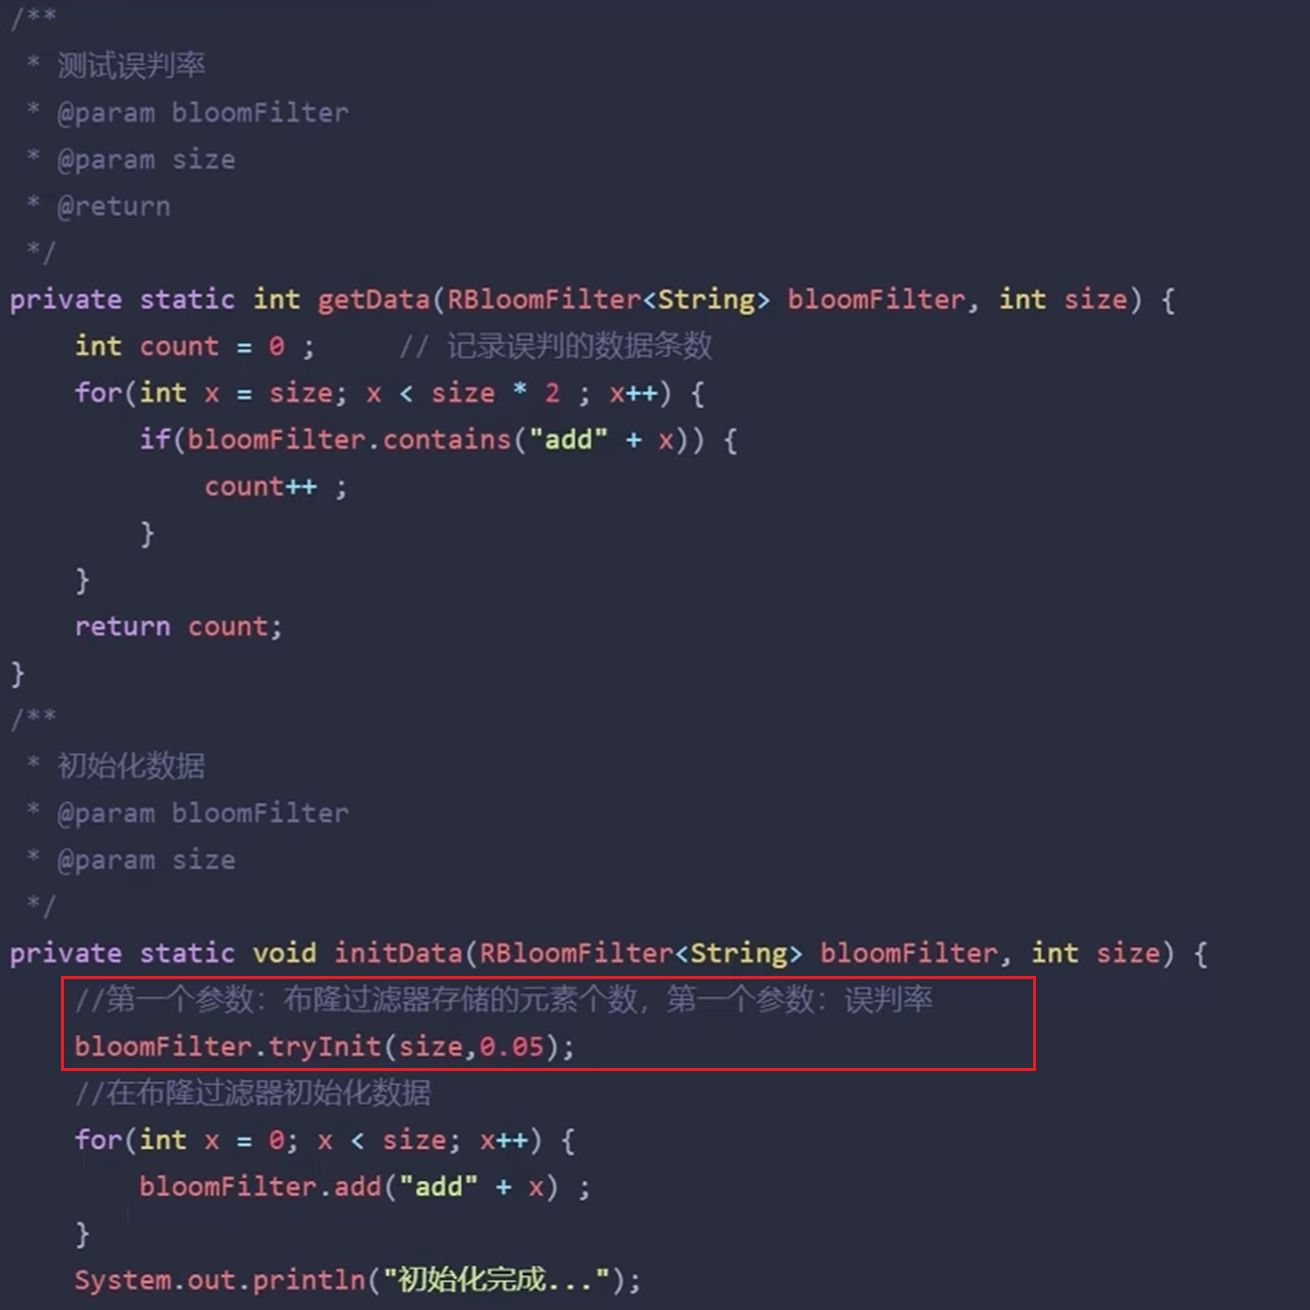 /**
 * 测试误判率
 * @param bloomFilter
 * @param size
 * @return
 */
private static int getData(RBloomFilter<String> bloomFilter, int size) {
    int count = 0 ;     // 记录误判的数据条数
    for(int x = size; x < size * 2 ; x++) {
        if(bloomFilter.contains("add" + x)) {
            count++ ;
        }
    }
    return count;
}
/**
 * 初始化数据
 * @param bloomFilter
 * @param size
 */
private static void initData(RBloomFilter<String> bloomFilter, int size) {
    //第一个参数：布隆过滤器存储的元素个数，第一个参数：误判率
    bloomFilter.tryInit(size,0.05);
    //在布隆过滤器初始化数据
    for(int x = 0; x < size; x++) {
        bloomFilter.add("add" + x) ;
    }
    System.out.println("初始化完成...");